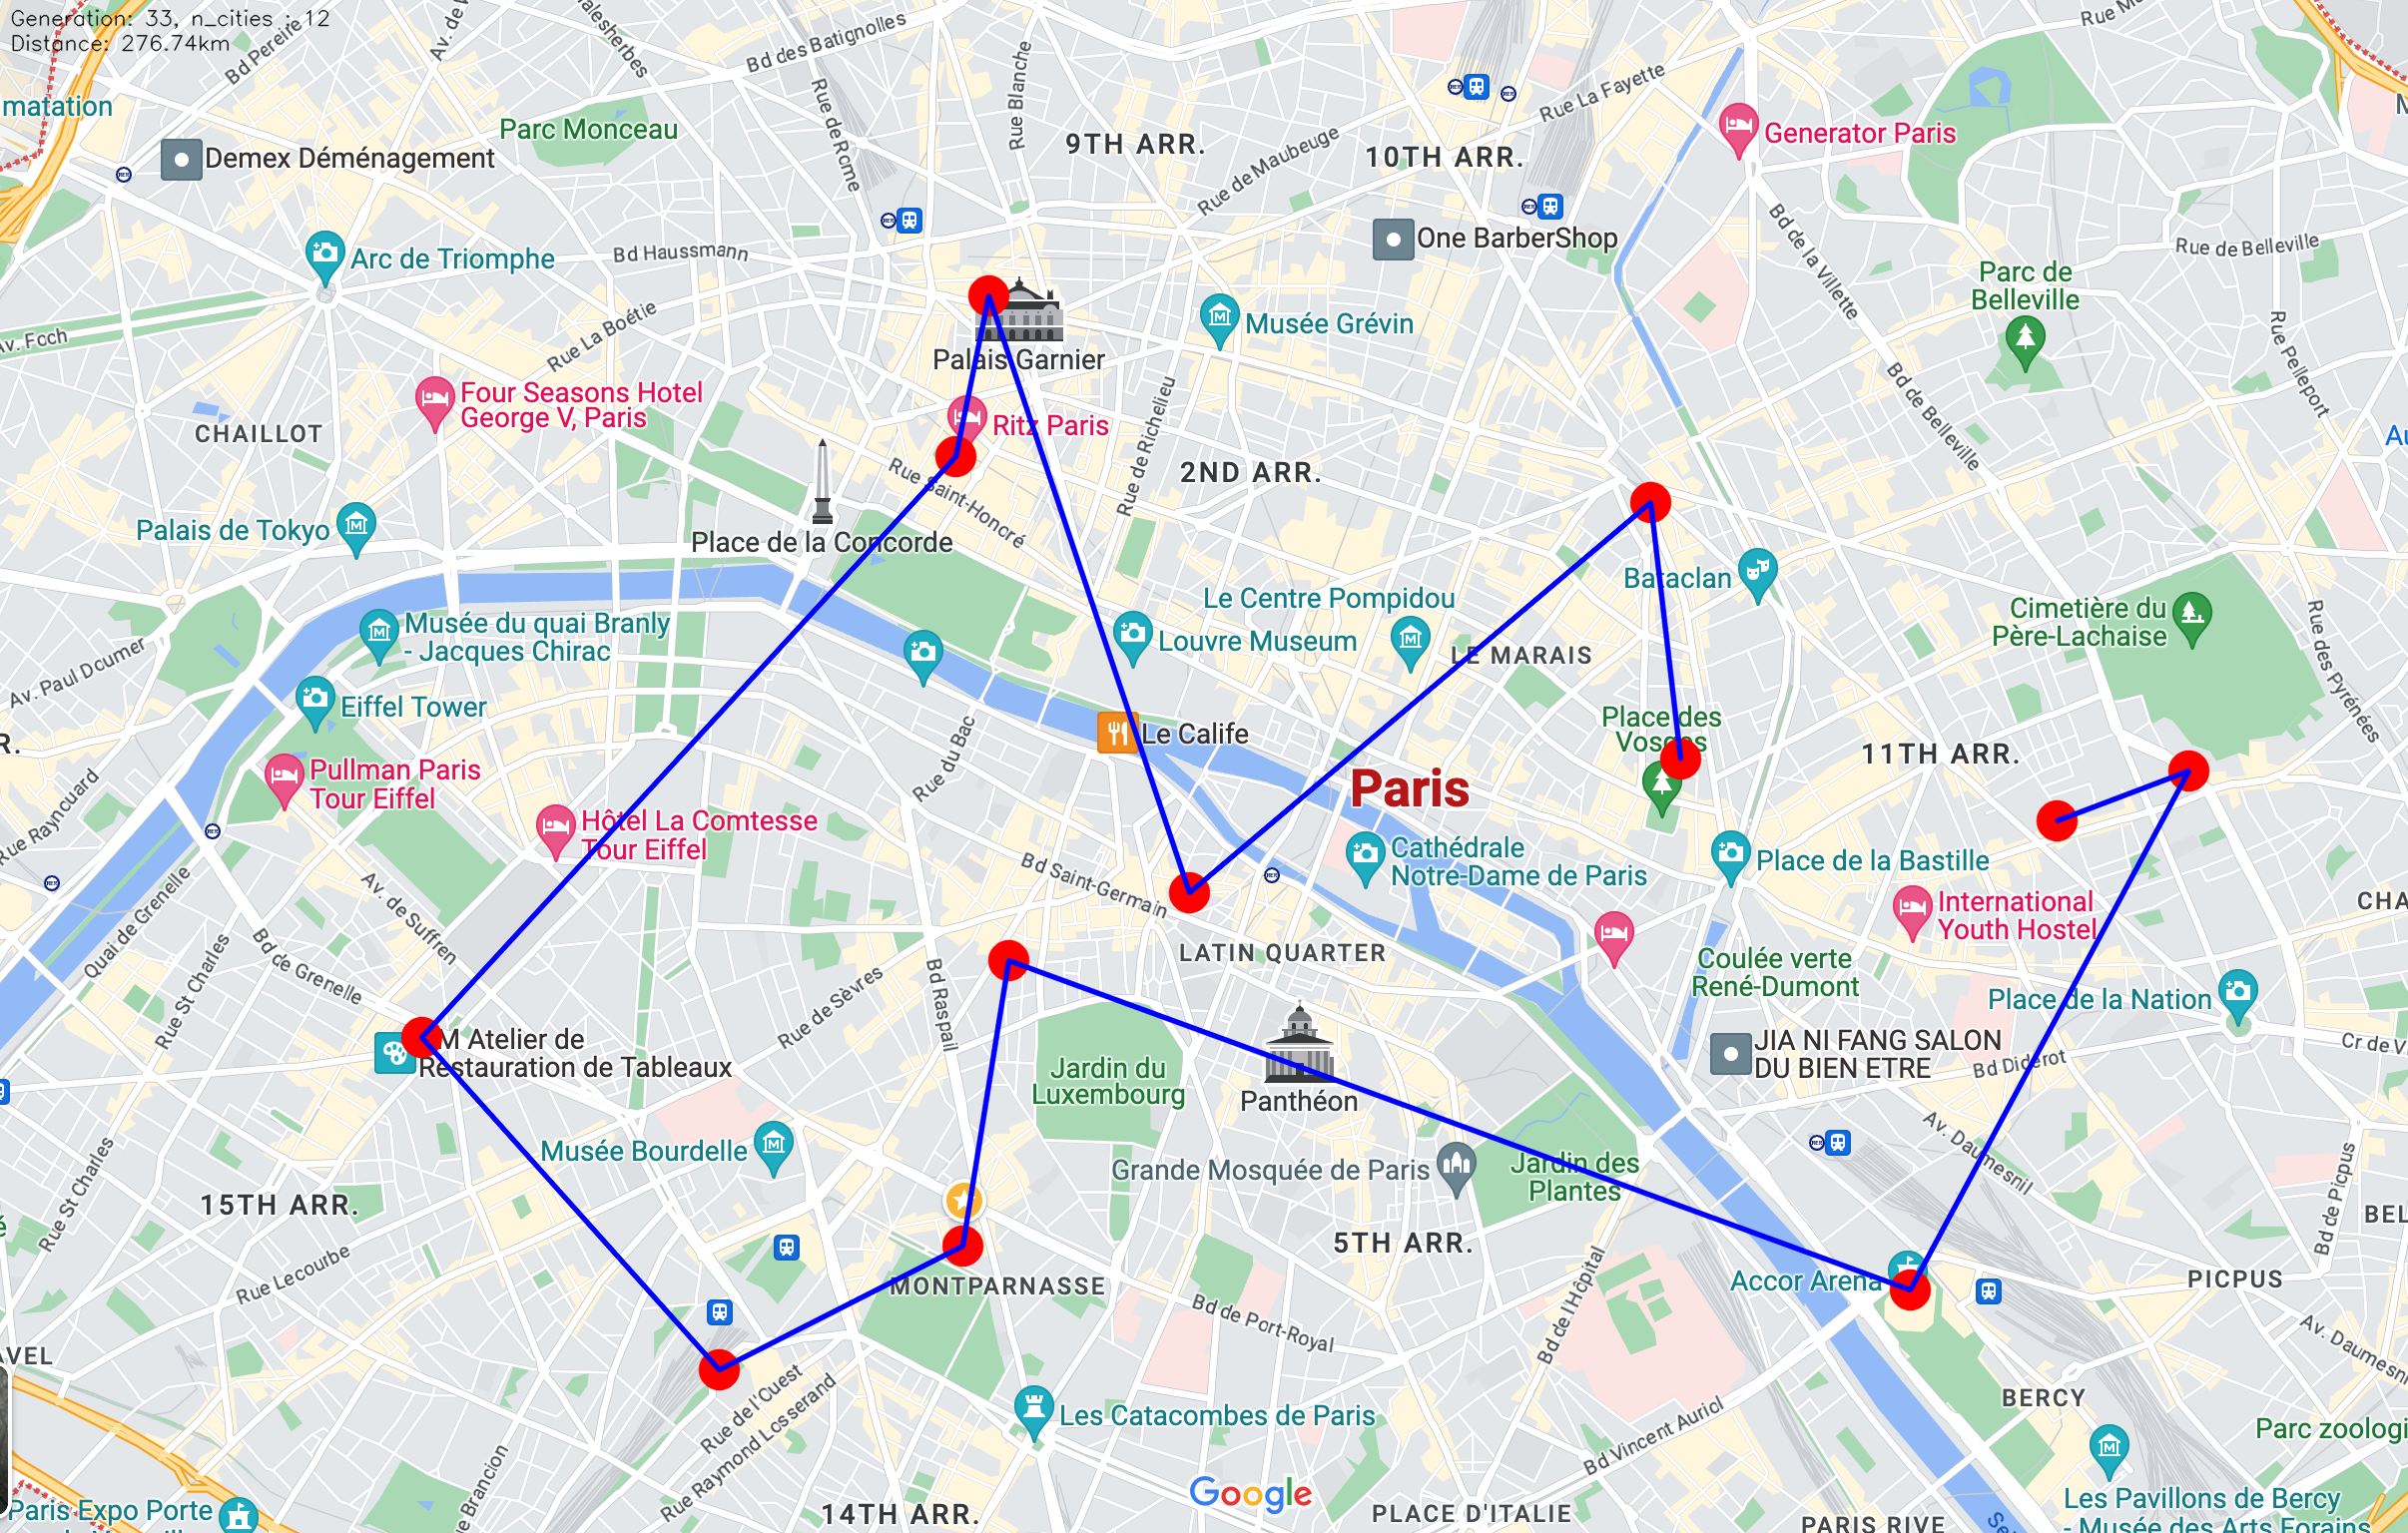 Generation: 33, n_cities : 12
Distance: 276.74km
Bd Pereire
Bd des Batignolles
Rue Blanche
Rue de Rome
Rue La Fayette
matation
Parc Monceau
9TH ARR.
10TH ARR.
Generator Paris
Demex Déménagement
Rue de Maubeuge
One BarberShop
Bd de la Villette
Rue de Belleville
Arc de Triomphe
Bd Haussmann
Parc de
Belleville
Av. Foch
Rue La Boétie
Musée Grévin
Palais Garnier
Rue Pelleport
Four Seasons Hotel
George V, Paris
Ritz Paris
Rue de Richelieu
Bd de Belleville
CHAILLOT
2ND ARR.
Rue Saint-Honoré
Palais de Tokyo
Place de la Concorde
Bataclan
Le Centre Pompidou
Cimetière du
Père-Lachaise
Musée du quai Branly
- Jacques Chirac
Louvre Museum
LE MARAIS
Av. Paul Doumer
Rue des Pyrénées
Eiffel Tower
Place des
Vosges
R.
Le Calife
11TH ARR.
Rue du Bac
Pullman Paris
Tour Eiffel
Paris
Rue Raynouard
Hôtel La Comtesse
Tour Eiffel
Cathédrale
Notre-Dame de Paris
Place de la Bastille
Bd Saint-Germain
Av. de Suffren
Quai de Grenelle
International
Youth Hostel
CHA
Bd de Grenelle
Rue St Charles
LATIN QUARTER
Coulée verte
René-Dumont
Rue de Sèvres
Bd Raspail
Place de la Nation
M Atelier de
Restauration de Tableaux
JIA NI FANG SALON
DU BIEN ETRE
Bd Diderot
Cr de V
Jardin du
Luxembourg
Panthéon
Av. Daumesnil
Musée Bourdelle
Grande Mosquée de Paris
Jardin des
Plantes
Rue St Charles
15TH ARR.
5TH ARR.
Bd de Picpus
BEL
Rue Lecourbe
MONTPARNASSE
Accor Arena
PICPUS
Bd de Port-Royal
Bd de l'Hôpital
AVEL
Av. Daumesni
Rue de l'Ouest
Rue Raymond Losserand
Les Catacombes de Paris
BERCY
Bd Vincent Auriol
Parc zoologi
e Brancion
Google
Paris Expo Porte
14TH ARR.
PLACE D'ITALIE
PARIS RIVE
Les Pavillons de Bercy
- Musée des Arts Forains